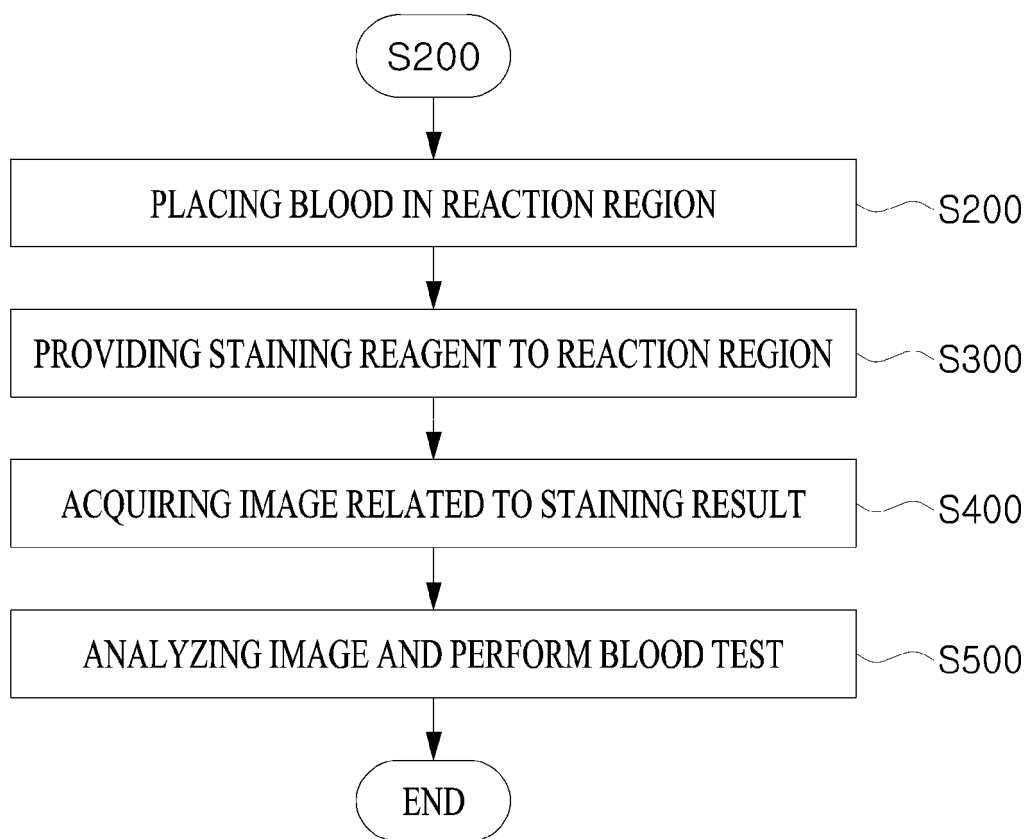 S200
PLACING BLOOD IN REACTION REGION
S200
PROVIDING STAINING REAGENT TO REACTION REGION
S300
ACQUIRING IMAGE RELATED TO STAINING RESULT
S400
ANALYZING IMAGE AND PERFORM BLOOD TEST
S500
END